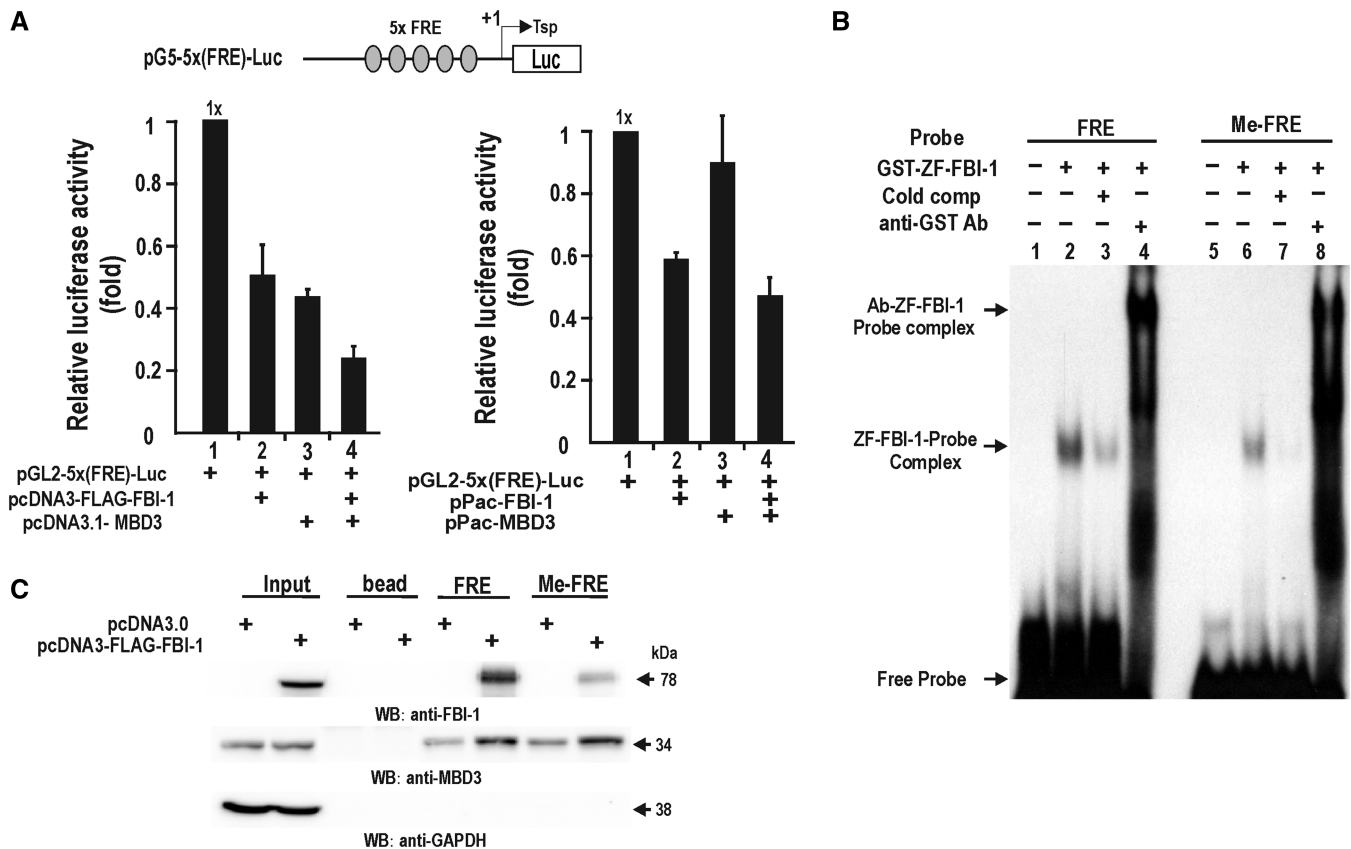 A
5x FRE
+1
Tsp
pG5-5x(FRE)-Luc
Luc
Relative luciferase activity
(fold)
1
0.8
0.6
0.4
0.2
0
1x
1 2 3 4
pGL2-5x(FRE)-Luc + + + +
pcDNA3-FLAG-FBI-1 + +
pcDNA3.1- MBD3 + +
Relative luciferase activity
(fold)
1
0.8
0.6
0.4
0.2
0
1x
1 2 3 4
pGL2-5x(FRE)-Luc + + + +
pPac-FBI-1 + +
pPac-MBD3 + +
B
Probe FRE Me-FRE
GST-ZF-FBI-1 – + + + – + + +
Cold comp – – + – – – + –
anti-GST Ab – – – + – – – +
1 2 3 4 5 6 7 8
Ab-ZF-FBI-1
Probe complex
ZF-FBI-1-Probe
Complex
Free Probe
C
Input bead FRE Me-FRE
pcDNA3.0 + + + +
pcDNA3-FLAG-FBI-1 + + + +
kDa
78
WB: anti-FBI-1
34
WB: anti-MBD3
38
WB: anti-GAPDH